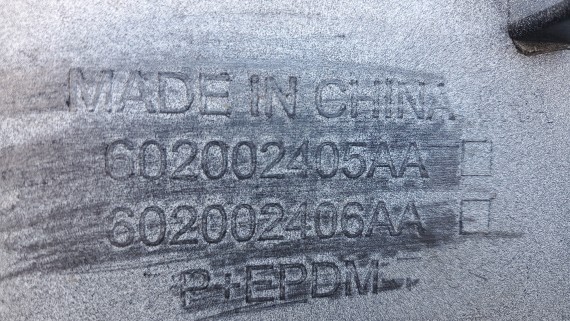 MADE IN CHINA
602002405AA □
602002406AA □
P+EPDM